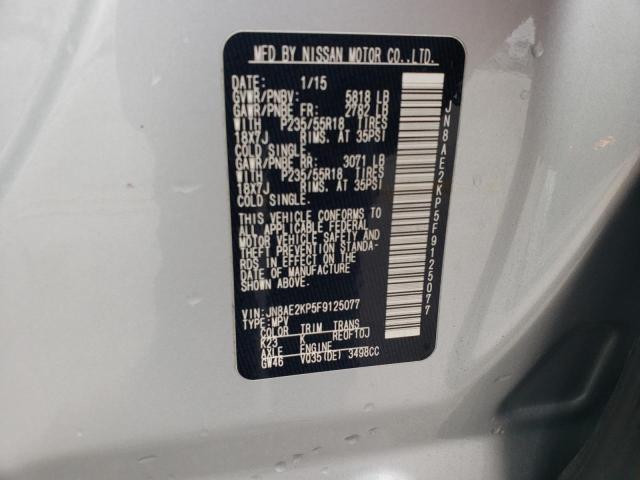 MFD BY NISSAN MOTOR CO.,LTD.
DATE: 1/15
GVWR/PNBV: 5818 LB
GAWR/PNBE FR: 2782 LB
WITH P235/55R18 TIRES
18X7J RIMS. AT 35PSI
COLD SINGLE.
GAWR/PNBE RR: 3071 LB
WITH P235/55R18 TIRES
18X7J RIMS. AT 35PSI
COLD SINGLE.
THIS VEHICLE CONFORMS TO
ALL APPLICABLE FEDERAL
MOTOR VEHICLE SAFETY AND
THEFT PREVENTION STANDA-
RDS IN EFFECT ON THE
DATE OF MANUFACTURE
SHOWN ABOVE.
VIN: JN8AE2KP5F9125077
TYPE: MPV
COLOR TRIM TRANS
K23 K RE0F10J
AXLE ENGINE
GW46 VQ35(DE) 3498CC
JN8AE2KP5F9125077